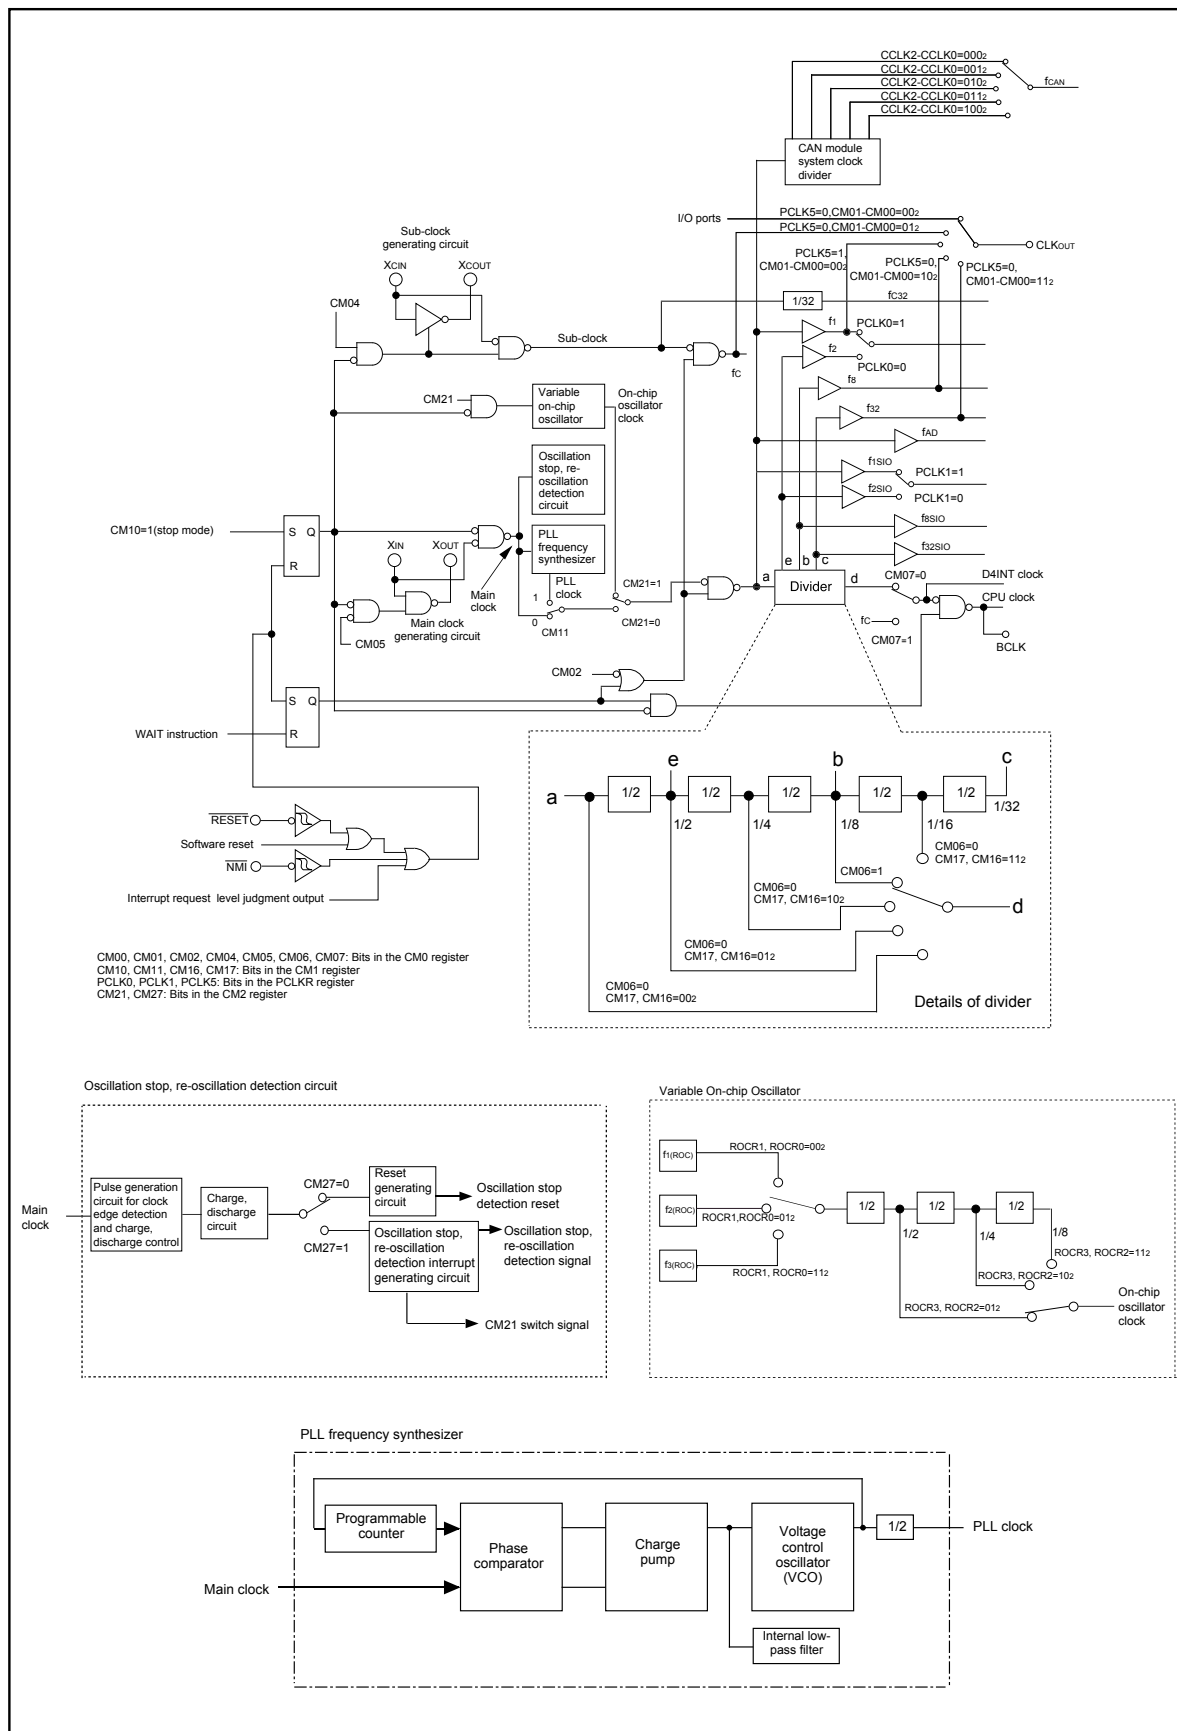 CCLK2-CCLK0=0002
CCLK2-CCLK0=0012
CCLK2-CCLK0=0102
CCLK2-CCLK0=0112
CCLK2-CCLK0=1002
fCAN
CAN module
system clock
divider
I/O ports
PCLK5=0,CM01-CM00=002
PCLK5=0,CM01-CM00=012
PCLK5=1,
CM01-CM00=002
PCLK5=0,
CM01-CM00=102
PCLK5=0,
CM01-CM00=112
CLKOUT
Sub-clock
generating circuit
XCIN
XCOUT
CM04
Sub-clock
1/32
fC32
fC
f1
PCLK0=1
f2
PCLK0=0
f8
f32
fAD
f1SIO
PCLK1=1
f2SIO
PCLK1=0
f8SIO
f32SIO
CM21
Variable
on-chip
oscillator
On-chip
oscillator
clock
Oscillation
stop, re-
oscillation
detection
circuit
CM10=1(stop mode)
S
Q
R
XIN
XOUT
PLL
frequency
synthesizer
Main
clock
PLL
clock
1
0
CM11
CM21=1
CM21=0
Main clock
generating circuit
CM05
e
b
c
a
Divider
d
CM07=0
D4INT clock
CPU clock
fC
CM07=1
BCLK
CM02
S
Q
R
WAIT instruction
RESET
Software reset
NMI
Interrupt request level judgment output
e
b
c
a
1/2
1/2
1/2
1/2
1/2
1/2
1/4
1/8
1/16
1/32
CM06=0
CM17, CM16=112
CM06=1
CM06=0
CM17, CM16=102
d
CM06=0
CM17, CM16=012
CM06=0
CM17, CM16=002
Details of divider
CM00, CM01, CM02, CM04, CM05, CM06, CM07: Bits in the CM0 register
CM10, CM11, CM16, CM17: Bits in the CM1 register
PCLK0, PCLK1, PCLK5: Bits in the PCLKR register
CM21, CM27: Bits in the CM2 register
Oscillation stop, re-oscillation detection circuit
Main
clock
Pulse generation
circuit for clock
edge detection
and charge,
discharge control
Charge,
discharge
circuit
CM27=0
CM27=1
Reset
generating
circuit
Oscillation stop
detection reset
Oscillation stop,
re-oscillation
detection interrupt
generating circuit
Oscillation stop,
re-oscillation
detection signal
CM21 switch signal
Variable On-chip Oscillator
f1(ROC)
ROCR1, ROCR0=002
f2(ROC)
ROCR1,ROCR0=012
f3(ROC)
ROCR1, ROCR0=112
1/2
1/2
1/2
1/2
1/4
1/8
ROCR3, ROCR2=112
ROCR3, ROCR2=102
ROCR3, ROCR2=012
On-chip
oscillator
clock
PLL frequency synthesizer
Programmable
counter
Main clock
Phase
comparator
Charge
pump
Voltage
control
oscillator
(VCO)
1/2
PLL clock
Internal low-
pass filter